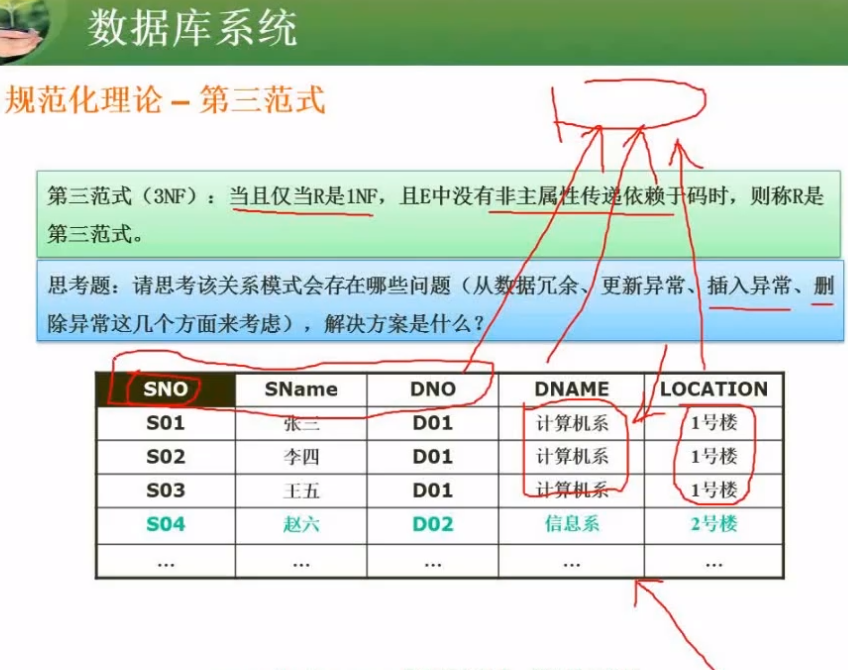 数据库系统
规范化理论 – 第三范式
第三范式（3NF）：当且仅当R是1NF，且E中没有非主属性传递依赖于码时，则称R是
第三范式。
思考题：请思考该关系模式会存在哪些问题（从数据冗余、更新异常、插入异常、删
除异常这几个方面来考虑），解决方案是什么？
SNO SName DNO DNAME LOCATION
S01 张三 D01 计算机系 1号楼
S02 李四 D01 计算机系 1号楼
S03 王五 D01 计算机系 1号楼
S04 赵六 D02 信息系 2号楼
... ... ... ... ...